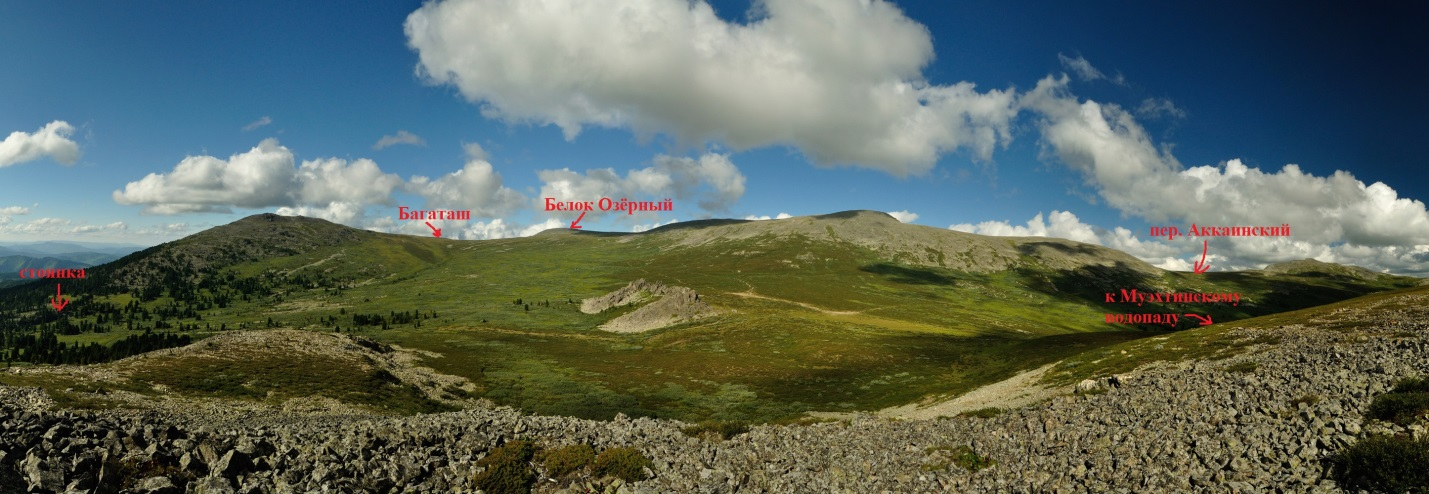 стоянка
Багаташ
Белок Озёрный
пер. Аккаинский
к Муэхтинскому
водопаду